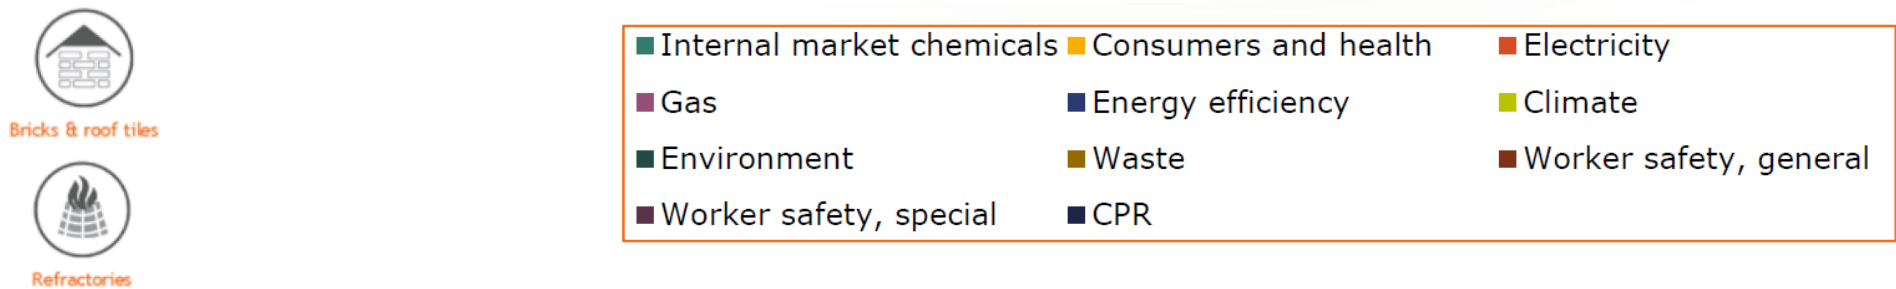 Internal market chemicals Consumers and health Electricity
Gas Energy efficiency Climate
Bricks & roof tiles
Environment Waste Worker safety, general
Worker safety, special CPR
Refractories